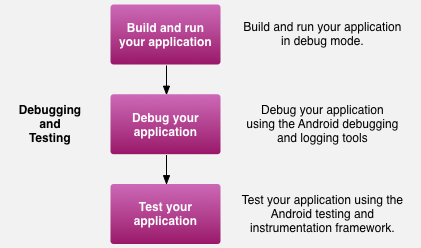 Build and run
your application
Build and run your application
in debug mode.
Debugging
and
Testing
Debug your
application
Debug your application
using the Android debugging
and logging tools
Test your
application
Test your application using the
Android testing and
instrumentation framework.